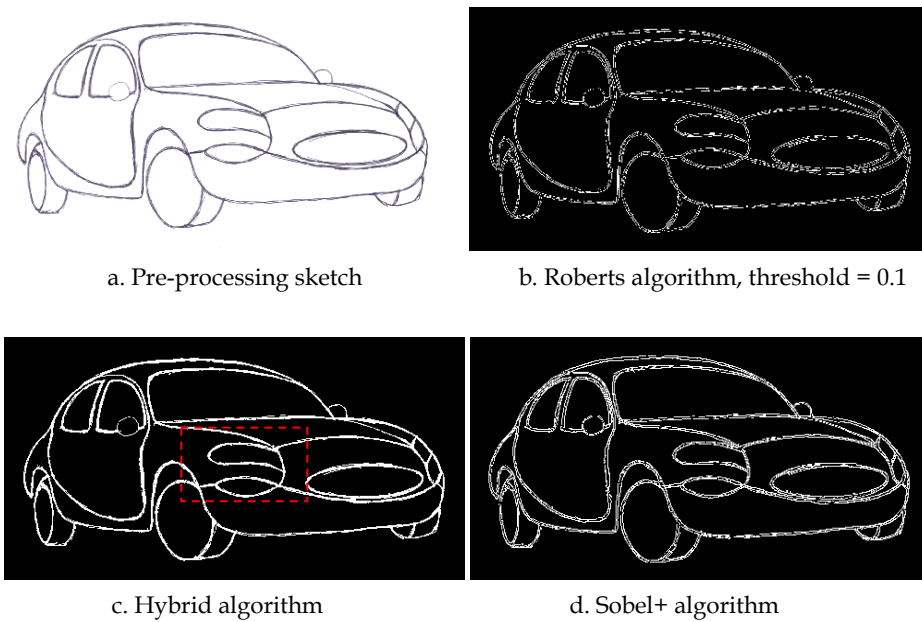 a. Pre-processing sketch
b. Roberts algorithm, threshold = 0.1
c. Hybrid algorithm
d. Sobel+ algorithm